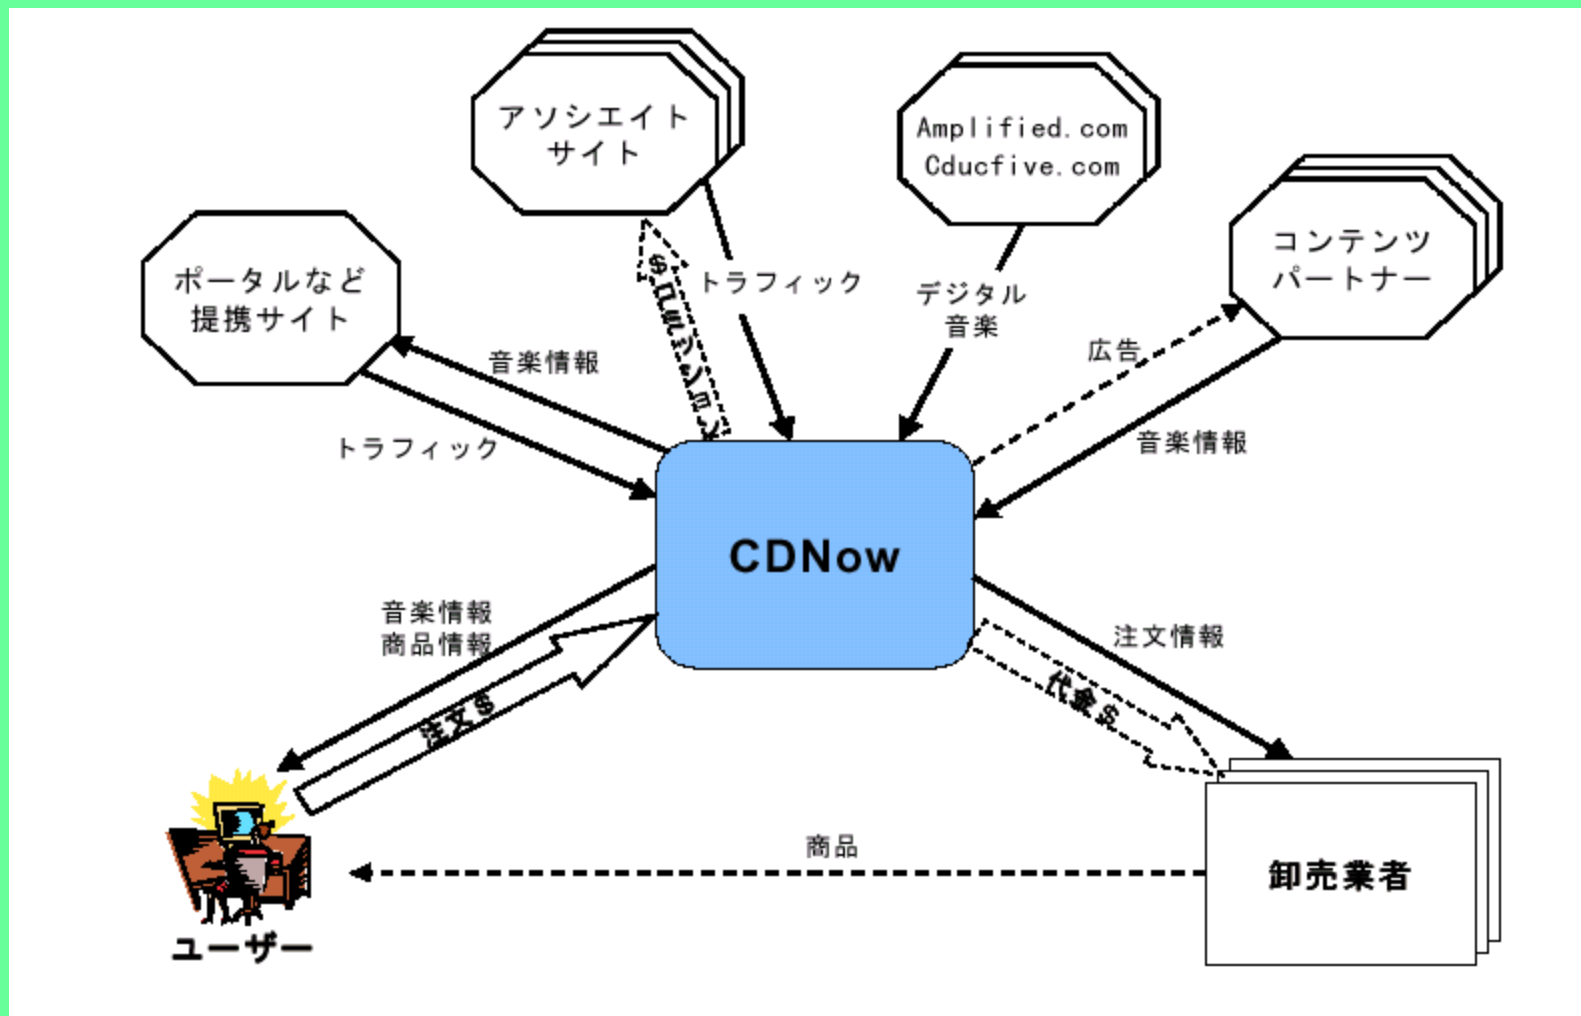 アソシエイト
サイト
Amplified.com
Cducfive.com
コンテンツ
パートナー
ポータルなど
提携サイト
トラフィック
デジタル
音楽
$コミッション
広告
音楽情報
音楽情報
トラフィック
CDNow
音楽情報
商品情報
注文情報
注文$
代金$
商品
卸売業者
ユーザー